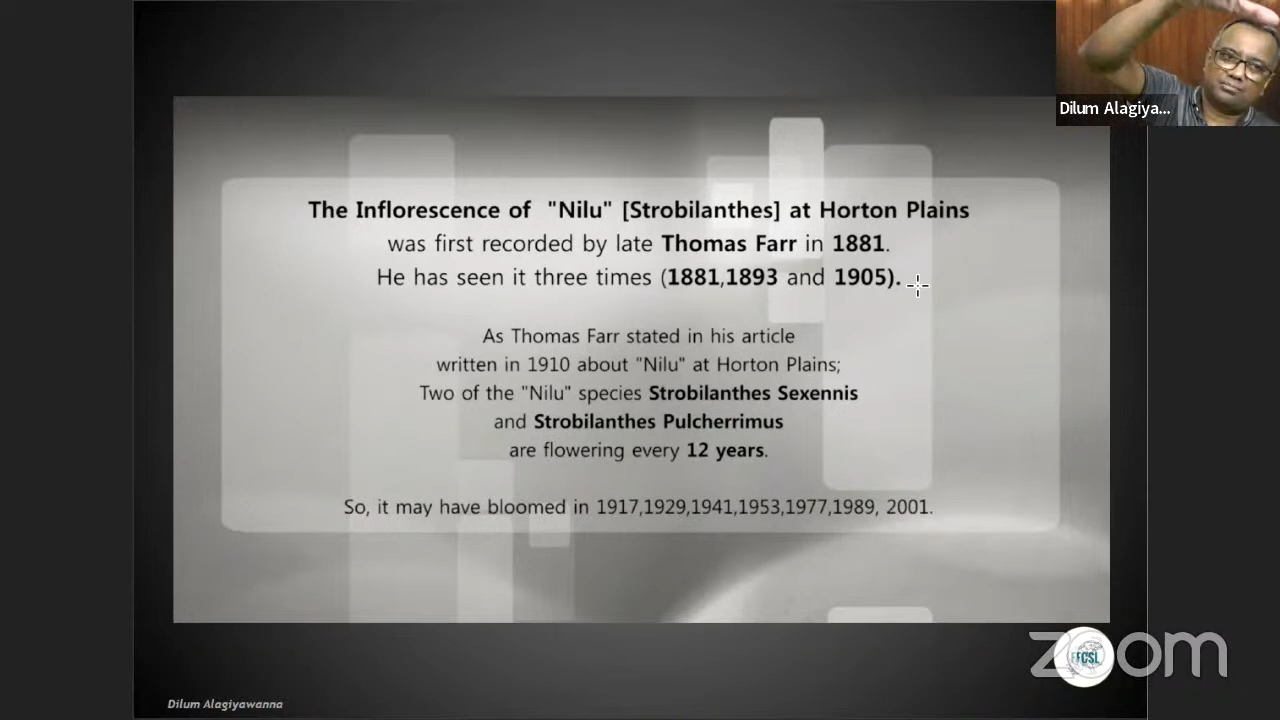 Dilum Alagiya...
The Inflorescence of "Nilu" [Strobilanthes] at Horton Plains
was first recorded by late Thomas Farr in 1881.
He has seen it three times (1881,1893 and 1905).
As Thomas Farr stated in his article
written in 1910 about "Nilu" at Horton Plains;
Two of the "Nilu" species Strobilanthes Sexennis
and Strobilanthes Pulcherrimus
are flowering every 12 years.
So, it may have bloomed in 1917,1929,1941,1953,1977,1989, 2001.
zoom
FCSL
Dilum Alagiyawanna